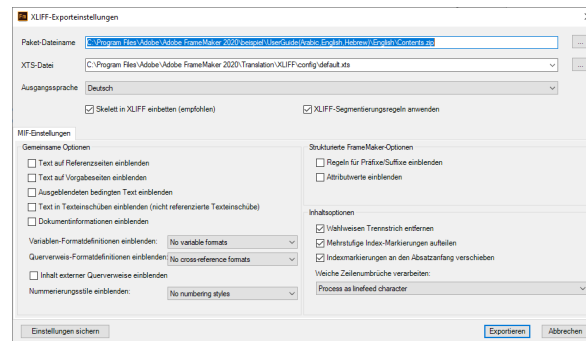 Fn XLIFF-Exporteinstellungen
Paket-Dateiname C:\Program Files\Adobe\Adobe FrameMaker 2020\beispiel\UserGuide(Arabic,English,Hebrew)\English\Contents.zip ...
XTS-Datei C:\Program Files\Adobe\Adobe FrameMaker 2020\Translation\XLIFF\config\default.xts ...
Ausgangssprache Deutsch
Skelett in XLIFF einbetten (empfohlen) XLIFF-Segmentierungsregeln anwenden
MIF-Einstellungen
Gemeinsame Optionen
Text auf Referenzseiten einblenden
Text auf Vorgabeseiten einblenden
Ausgeblendeten bedingten Text einblenden
Text in Texteinschüben einblenden (nicht referenzierte Texteinschübe)
Dokumentinformationen einblenden
Variablen-Formatdefinitionen einblenden: No variable formats
Querverweis-Formatdefinitionen einblenden: No cross-reference formats
Inhalt externer Querverweise einblenden
Nummerierungsstile einblenden: No numbering styles
Strukturierte FrameMaker-Optionen
Regeln für Präfixe/Suffixe einblenden
Attributwerte einblenden
Inhaltsoptionen
Wahlweisen Trennstrich entfernen
Mehrstufige Index-Markierungen aufteilen
Indexmarkierungen an den Absatzanfang verschieben
Weiche Zeilenumbrüche verarbeiten:
Process as linefeed character
Einstellungen sichern Exportieren Abbrechen